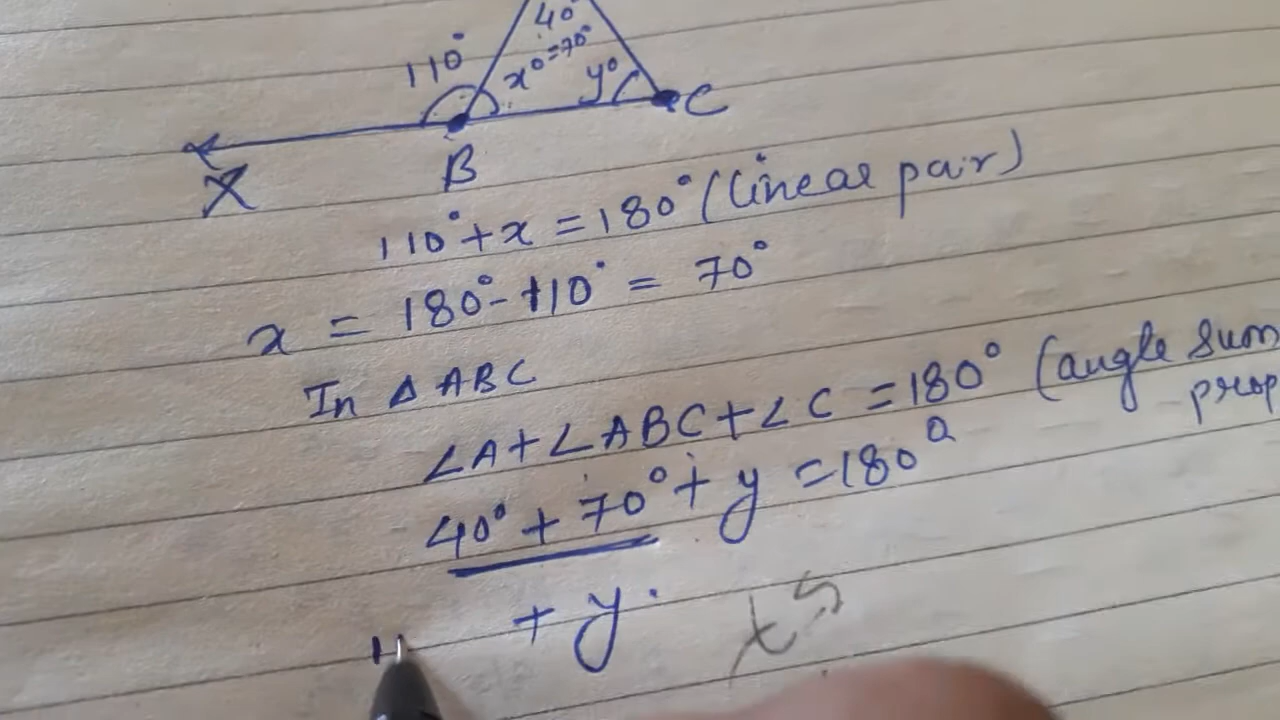 40°
110° x°=70° y°
C
X B
110°+x=180° (linear pair)
x = 180°-110° = 70°
In △ ABC
∠A+∠ABC+∠C=180° (angle sum
prop
40°+70°+y=180°
11 + y